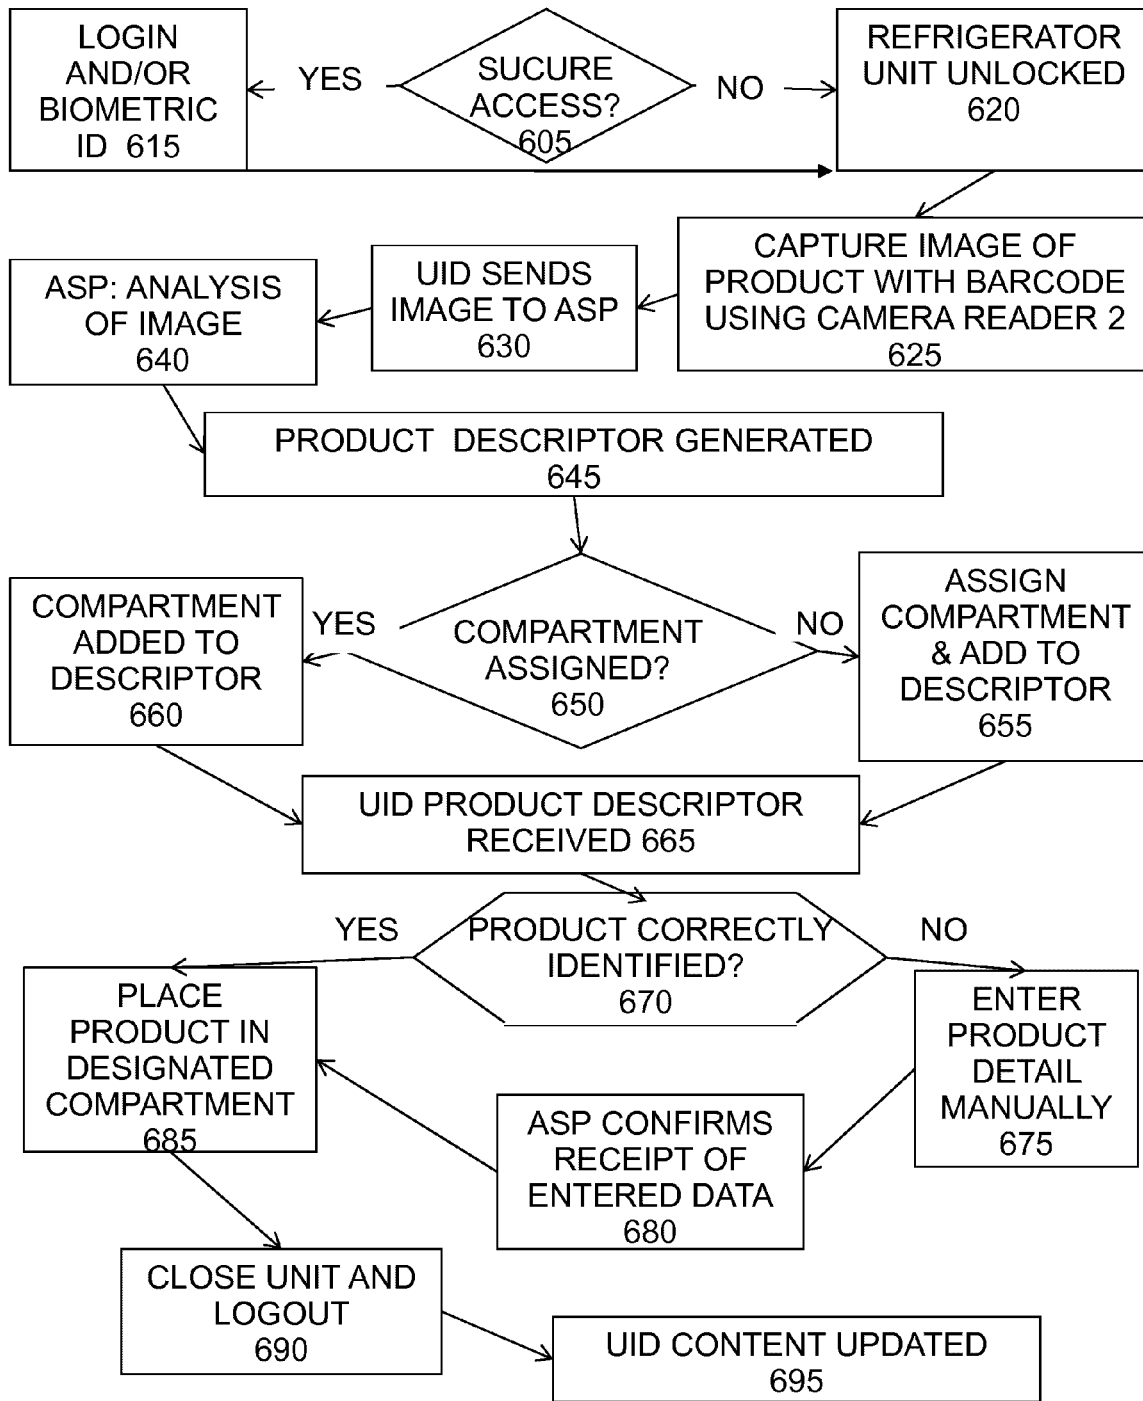 LOGIN
AND/OR
BIOMETRIC
ID 615
YES
SUCURE
ACCESS?
605
NO
REFRIGERATOR
UNIT UNLOCKED
620
CAPTURE IMAGE OF
PRODUCT WITH BARCODE
USING CAMERA READER 2
625
UID SENDS
IMAGE TO ASP
630
ASP: ANALYSIS
OF IMAGE
640
PRODUCT DESCRIPTOR GENERATED
645
COMPARTMENT
ADDED TO
DESCRIPTOR
660
YES
COMPARTMENT
ASSIGNED?
650
NO
ASSIGN
COMPARTMENT
& ADD TO
DESCRIPTOR
655
UID PRODUCT DESCRIPTOR
RECEIVED 665
YES
PRODUCT CORRECTLY
IDENTIFIED?
670
NO
PLACE
PRODUCT IN
DESIGNATED
COMPARTMENT
685
ENTER
PRODUCT
DETAIL
MANUALLY
675
ASP CONFIRMS
RECEIPT OF
ENTERED DATA
680
CLOSE UNIT AND
LOGOUT
690
UID CONTENT UPDATED
695